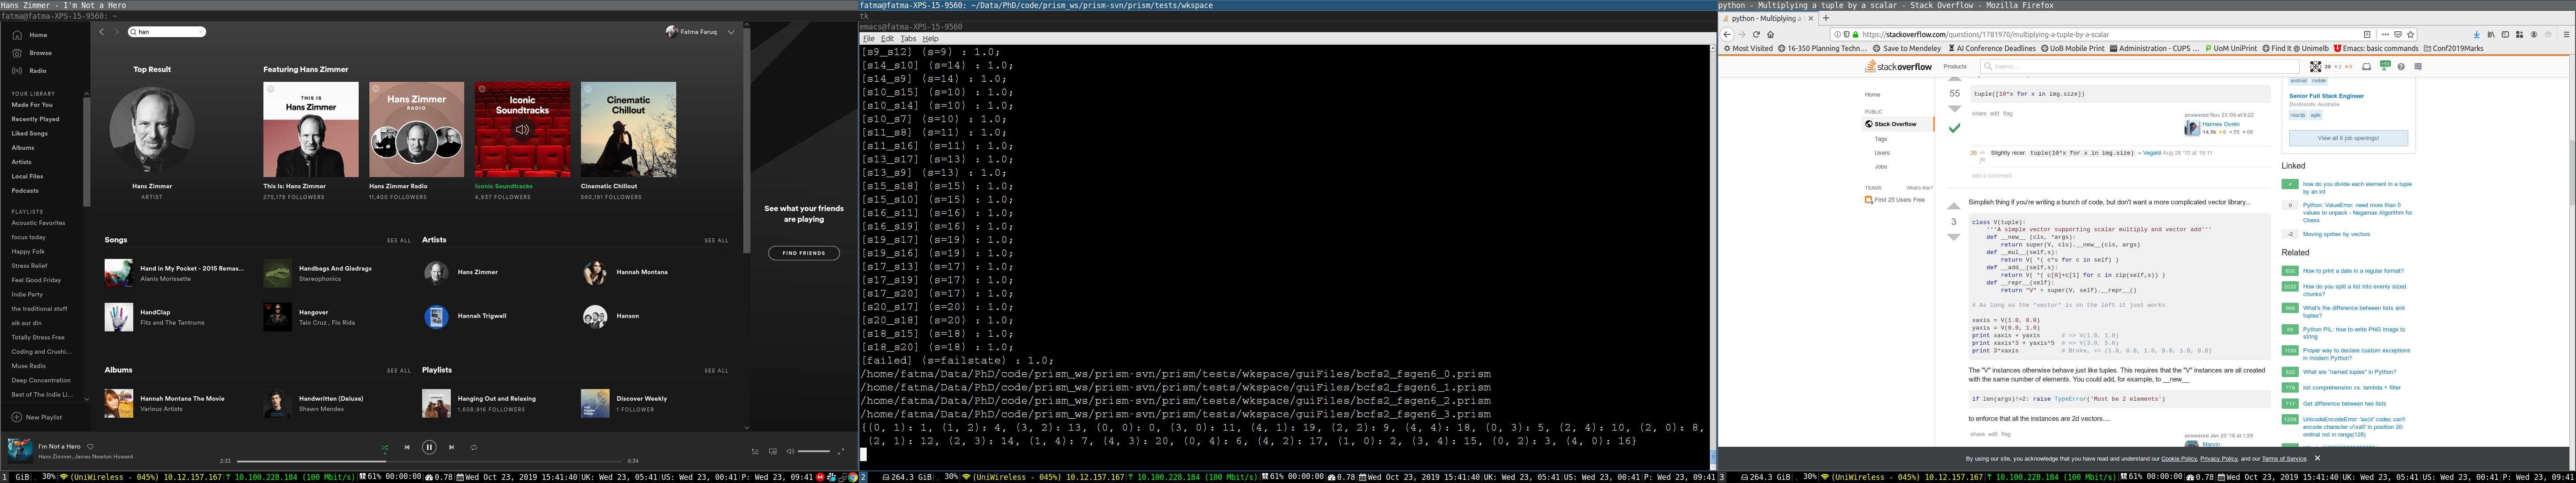 Hans Zimmer - I'm Not a Hero
fatma@fatma-XPS-15-9560: ~
Home
Browse
Radio
YOUR LIBRARY
Made For You
Recently Played
Liked Songs
Albums
Artists
Local Files
Podcasts
PLAYLISTS
Acoustic Favorites
focus today
Happy Folk
Stress Relief
Feel Good Friday
Indie Party
the traditional stuff
aik aur din
Totally Stress Free
Coding and Crushi...
Muse Radio
Deep Concentration
Best of The Indie Li...
New Playlist
han
Fatma Faruq
Top Result
Hans Zimmer
ARTIST
Featuring Hans Zimmer
THIS IS
Hans Zimmer
Hans Zimmer
RADIO
Iconic
Soundtracks
Cinematic
Chillout
This Is: Hans Zimmer
275,178 FOLLOWERS
Hans Zimmer Radio
11,400 FOLLOWERS
Iconic Soundtracks
4,937 FOLLOWERS
Cinematic Chillout
560,191 FOLLOWERS
Songs
SEE ALL
Hand in My Pocket - 2015 Remas...
Alanis Morissette
Handbags And Gladrags
Stereophonics
HandClap
Fitz and The Tantrums
Hangover
Taio Cruz , Flo Rida
Artists
SEE ALL
Hans Zimmer
Hannah Montana
Hannah Trigwell
Hanson
Albums
SEE ALL
Hannah Montana The Movie
Various Artists
Handwritten (Deluxe)
Shawn Mendes
Playlists
SEE ALL
Hanging Out and Relaxing
1,608,916 FOLLOWERS
Discover Weekly
1 FOLLOWER
See what your friends
are playing
FIND FRIENDS
I'm Not a Hero
Hans Zimmer, James Newton Howard
2:33
6:34
1 GiB 30% (UniWireless - 045%) 10.12.157.167 10.100.228.184 (100 Mbit/s) 61% 00:00:00 0.78 Wed Oct 23, 2019 15:41:40 UK: Wed 23, 05:41 US: Wed 23, 00:41 P: Wed 23, 09:41
fatma@fatma-XPS-15-9560: ~/Data/PhD/code/prism_ws/prism-svn/prism/tests/wkspace
tk
emacs@fatma-XPS-15-9560
File Edit Tabs Help
[s9_s12] (s=9) : 1.0;
[s14_s10] (s=14) : 1.0;
[s14_s9] (s=14) : 1.0;
[s10_s15] (s=10) : 1.0;
[s10_s14] (s=10) : 1.0;
[s10_s7] (s=10) : 1.0;
[s11_s8] (s=11) : 1.0;
[s11_s16] (s=11) : 1.0;
[s13_s17] (s=13) : 1.0;
[s13_s9] (s=13) : 1.0;
[s15_s18] (s=15) : 1.0;
[s15_s10] (s=15) : 1.0;
[s16_s11] (s=16) : 1.0;
[s16_s19] (s=16) : 1.0;
[s19_s17] (s=19) : 1.0;
[s19_s16] (s=19) : 1.0;
[s17_s13] (s=17) : 1.0;
[s17_s19] (s=17) : 1.0;
[s17_s20] (s=17) : 1.0;
[s20_s17] (s=20) : 1.0;
[s20_s18] (s=20) : 1.0;
[s18_s15] (s=18) : 1.0;
[s18_s20] (s=18) : 1.0;
[failed] (s=failstate) : 1.0;
/home/fatma/Data/PhD/code/prism_ws/prism-svn/prism/tests/wkspace/guiFiles/bcfs2_fsgen6_0.prism
/home/fatma/Data/PhD/code/prism_ws/prism-svn/prism/tests/wkspace/guiFiles/bcfs2_fsgen6_1.prism
/home/fatma/Data/PhD/code/prism_ws/prism-svn/prism/tests/wkspace/guiFiles/bcfs2_fsgen6_2.prism
/home/fatma/Data/PhD/code/prism_ws/prism-svn/prism/tests/wkspace/guiFiles/bcfs2_fsgen6_3.prism
{(0, 1): 1, (1, 2): 4, (3, 2): 13, (0, 0): 0, (3, 0): 11, (4, 1): 19, (2, 2): 9, (4, 4): 18, (0, 3): 5, (2, 4): 10, (2, 0): 8,
(2, 1): 12, (2, 3): 14, (1, 4): 7, (4, 3): 20, (0, 4): 6, (4, 2): 17, (1, 0): 2, (3, 4): 15, (0, 2): 3, (4, 0): 16}
2 264.3 GiB 30% (UniWireless - 045%) 10.12.157.167 10.100.228.184 (100 Mbit/s) 61% 00:00:00 0.78 Wed Oct 23, 2019 15:41:40 UK: Wed 23, 05:41 US: Wed 23, 00:41 P: Wed 23, 09:41
python - Multiplying a tuple by a scalar - Stack Overflow - Mozilla Firefox
python - Multiplying a t
https://stackoverflow.com/questions/1781970/multiplying-a-tuple-by-a-scalar
Most Visited 16-350 Planning Techn... Save to Mendeley AI Conference Deadlines UoB Mobile Print Administration - CUPS ... UoM UniPrint Find It @ Unimelb Emacs: basic commands Conf2019Marks
stackoverflow Products Search... 36
Home
PUBLIC
Stack Overflow
Tags
Users
Jobs
TEAMS What's this?
First 25 Users Free
55
tuple([10*x for x in img.size])
share edit flag
answered Nov 23 '09 at 9:22
Hannes Ovrén
14.5k
26 Slightly nicer: tuple(10*x for x in img.size) – Vegard Aug 26 '15 at 19:11
add a comment
3
Simplish thing if you're writing a bunch of code, but don't want a more complicated vector library...
class V(tuple):
'''A simple vector supporting scalar multiply and vector add'''
def __new__ (cls, *args):
return super(V, cls).__new__(cls, args)
def __mul__(self,s):
return V( *( c*s for c in self) )
def __add__(self,s):
return V( *( c[0]+c[1] for c in zip(self,s)) )
def __repr__(self):
return "V" + super(V, self).__repr__()
# As long as the "vector" is on the left it just works
xaxis = V(1.0, 0.0)
yaxis = V(0.0, 1.0)
print xaxis + yaxis # => V(1.0, 1.0)
print xaxis*3 + yaxis*5 # => V(3.0, 5.0)
print 3*xaxis # Broke, => (1.0, 0.0, 1.0, 0.0, 1.0, 0.0)
The "V" instances otherwise behave just like tuples. This requires that the "V" instances are all created
with the same number of elements. You could add, for example, to __new__
if len(args)!=2: raise TypeError('Must be 2 elements')
to enforce that all the instances are 2d vectors....
share edit flag
answered Jan 20 '19 at 1:29
Marvin
android mobile
Senior Full Stack Engineer
Docklands, Australia
reactjs agile
View all 8 job openings!
Linked
4 how do you divide each element in a tuple
by an int
0 Python: ValueError: need more than 0
values to unpack - Negamax Algorithm for
Chess
-2 Moving sprites by vectors
Related
630 How to print a date in a regular format?
2032 How do you split a list into evenly sized
chunks?
966 What's the difference between lists and
tuples?
89 Python PIL: how to write PNG image to
string
1159 Proper way to declare custom exceptions
in modern Python?
832 What are "named tuples" in Python?
779 list comprehension vs. lambda + filter
717 Get difference between two lists
1208 UnicodeEncodeError: 'ascii' codec can't
encode character u'\xa0' in position 20:
ordinal not in range(128)
By using our site, you acknowledge that you have read and understand our Cookie Policy, Privacy Policy, and our Terms of Service.
3 264.3 GiB 30% (UniWireless - 045%) 10.12.157.167 10.100.228.184 (100 Mbit/s) 61% 00:00:00 0.78 Wed Oct 23, 2019 15:41:40 UK: Wed 23, 05:41 US: Wed 23, 00:41 P: Wed 23, 09:41